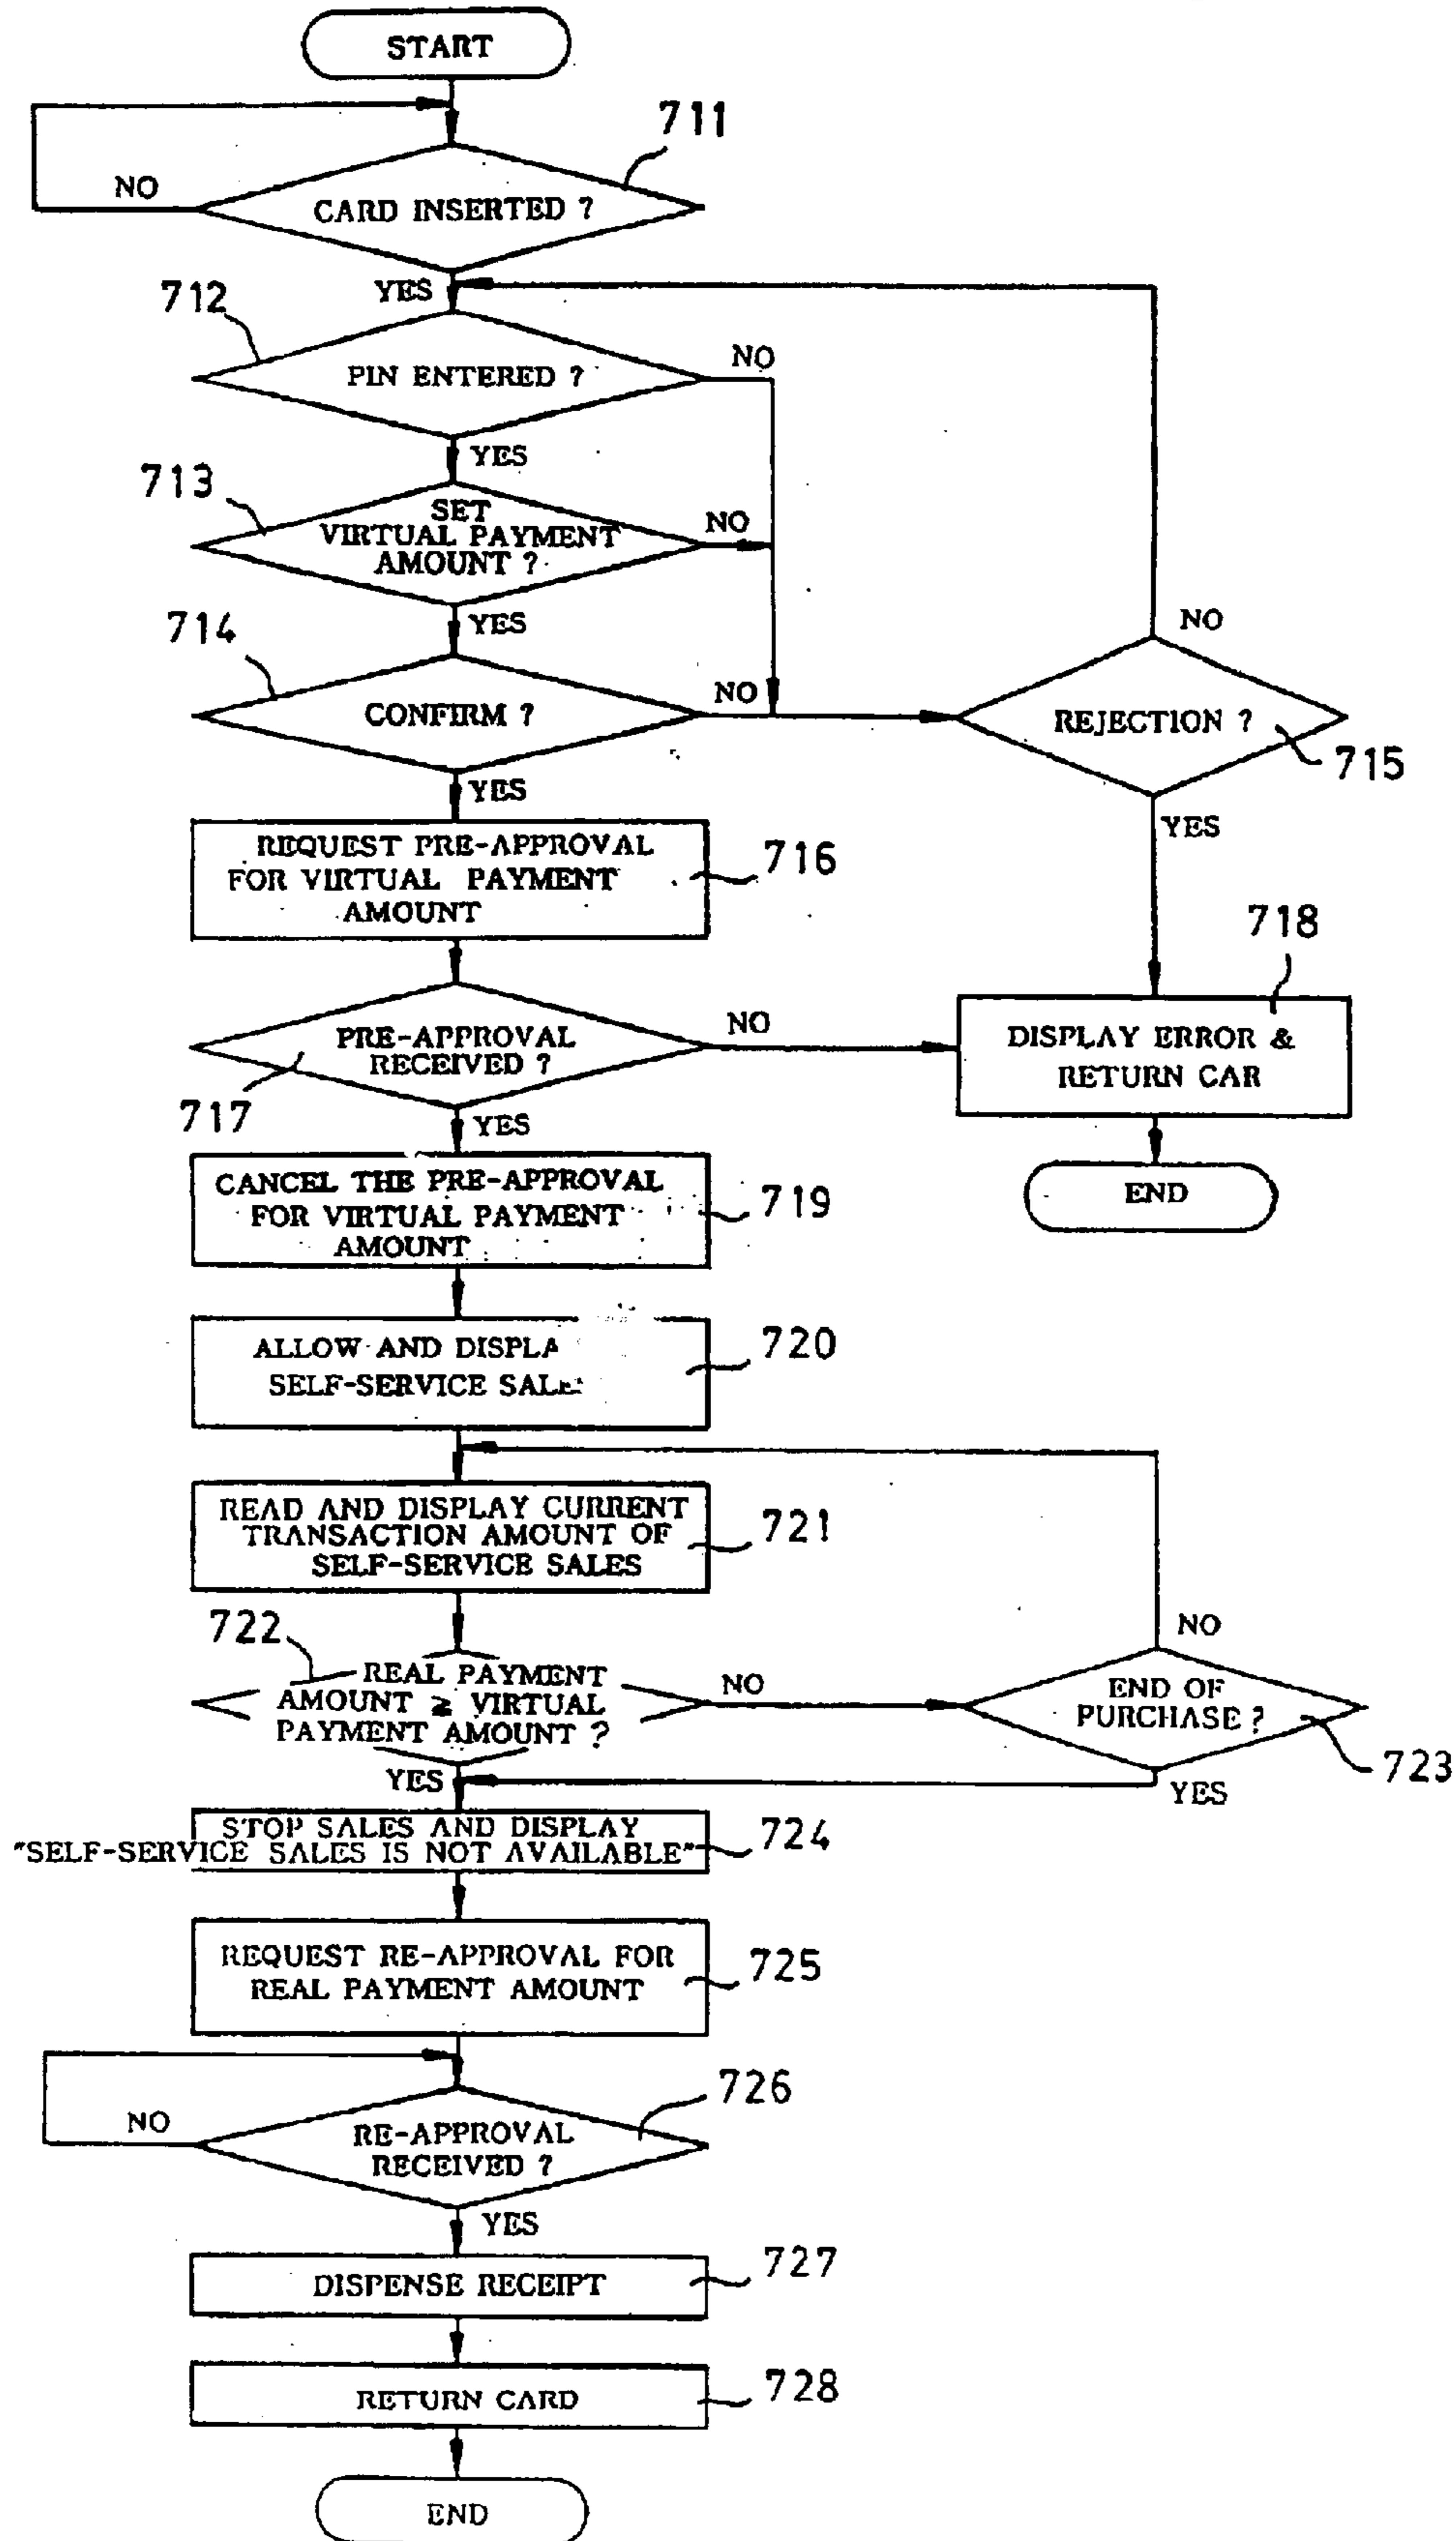 START
711
NO
CARD INSERTED ?
YES
712
PIN ENTERED ?
NO
YES
713
SET
VIRTUAL PAYMENT
AMOUNT ?
NO
YES
714
CONFIRM ?
NO
NO
REJECTION ?
715
YES
YES
REQUEST PRE-APPROVAL
FOR VIRTUAL PAYMENT
AMOUNT
716
718
PRE-APPROVAL
RECEIVED ?
NO
717
DISPLAY ERROR &
RETURN CAR
YES
END
CANCEL THE PRE-APPROVAL
FOR VIRTUAL PAYMENT
AMOUNT
719
ALLOW AND DISPLA
SELF-SERVICE SALE
720
READ AND DISPLAY CURRENT
TRANSACTION AMOUNT OF
SELF-SERVICE SALES
721
722
REAL PAYMENT
AMOUNT ≧ VIRTUAL
PAYMENT AMOUNT ?
NO
NO
END OF
PURCHASE ?
723
YES
YES
STOP SALES AND DISPLAY
"SELF-SERVICE SALES IS NOT AVAILABLE"
724
REQUEST RE-APPROVAL FOR
REAL PAYMENT AMOUNT
725
726
NO
RE-APPROVAL
RECEIVED ?
YES
DISPENSE RECEIPT
727
RETURN CARD
728
END